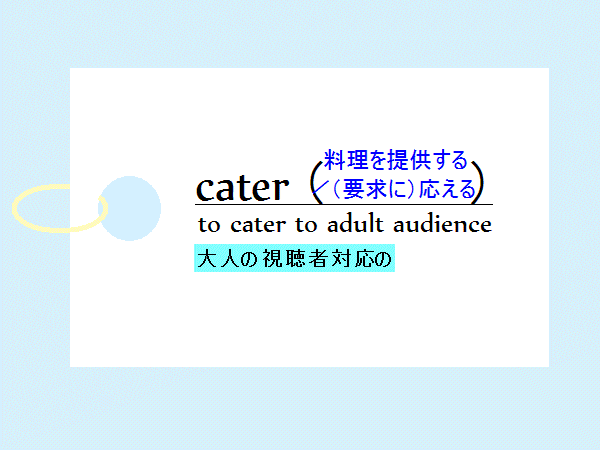 cater (料理を提供する
／（要求に）応える)
to cater to adult audience
大人の視聴者対応の